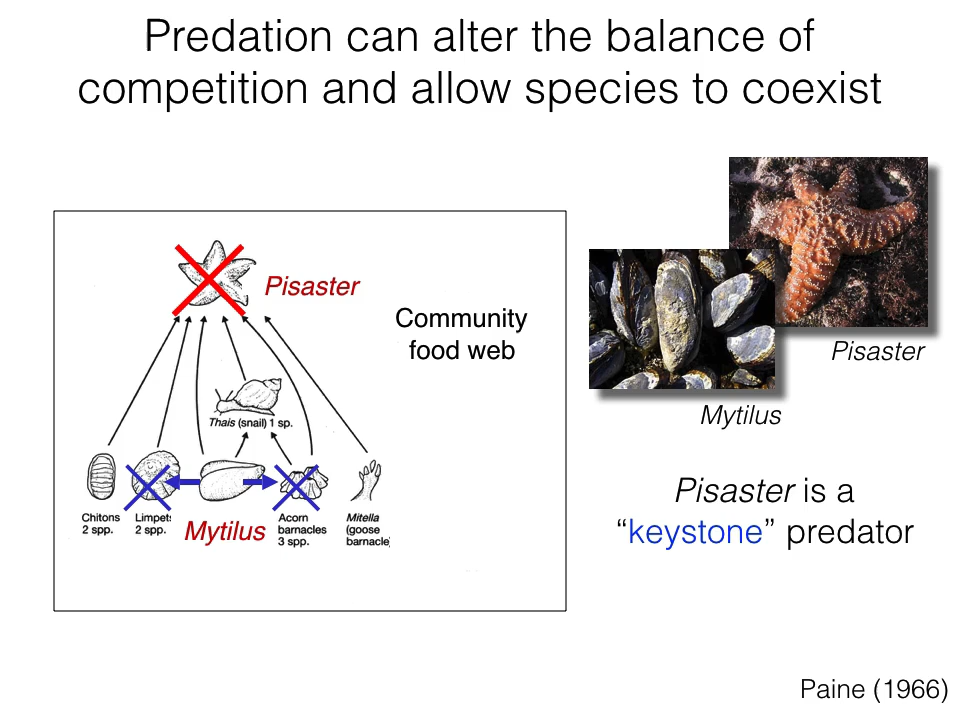 Predation can alter the balance of
competition and allow species to coexist
Pisaster
Community
food web
Thais (snail) 1 sp.
Chitons
2 spp.
Limpets
2 spp.
Mytilus
Acorn
barnacles
3 spp.
Mitella
(goose
barnacle
Pisaster
Mytilus
Pisaster is a
“keystone” predator
Paine (1966)